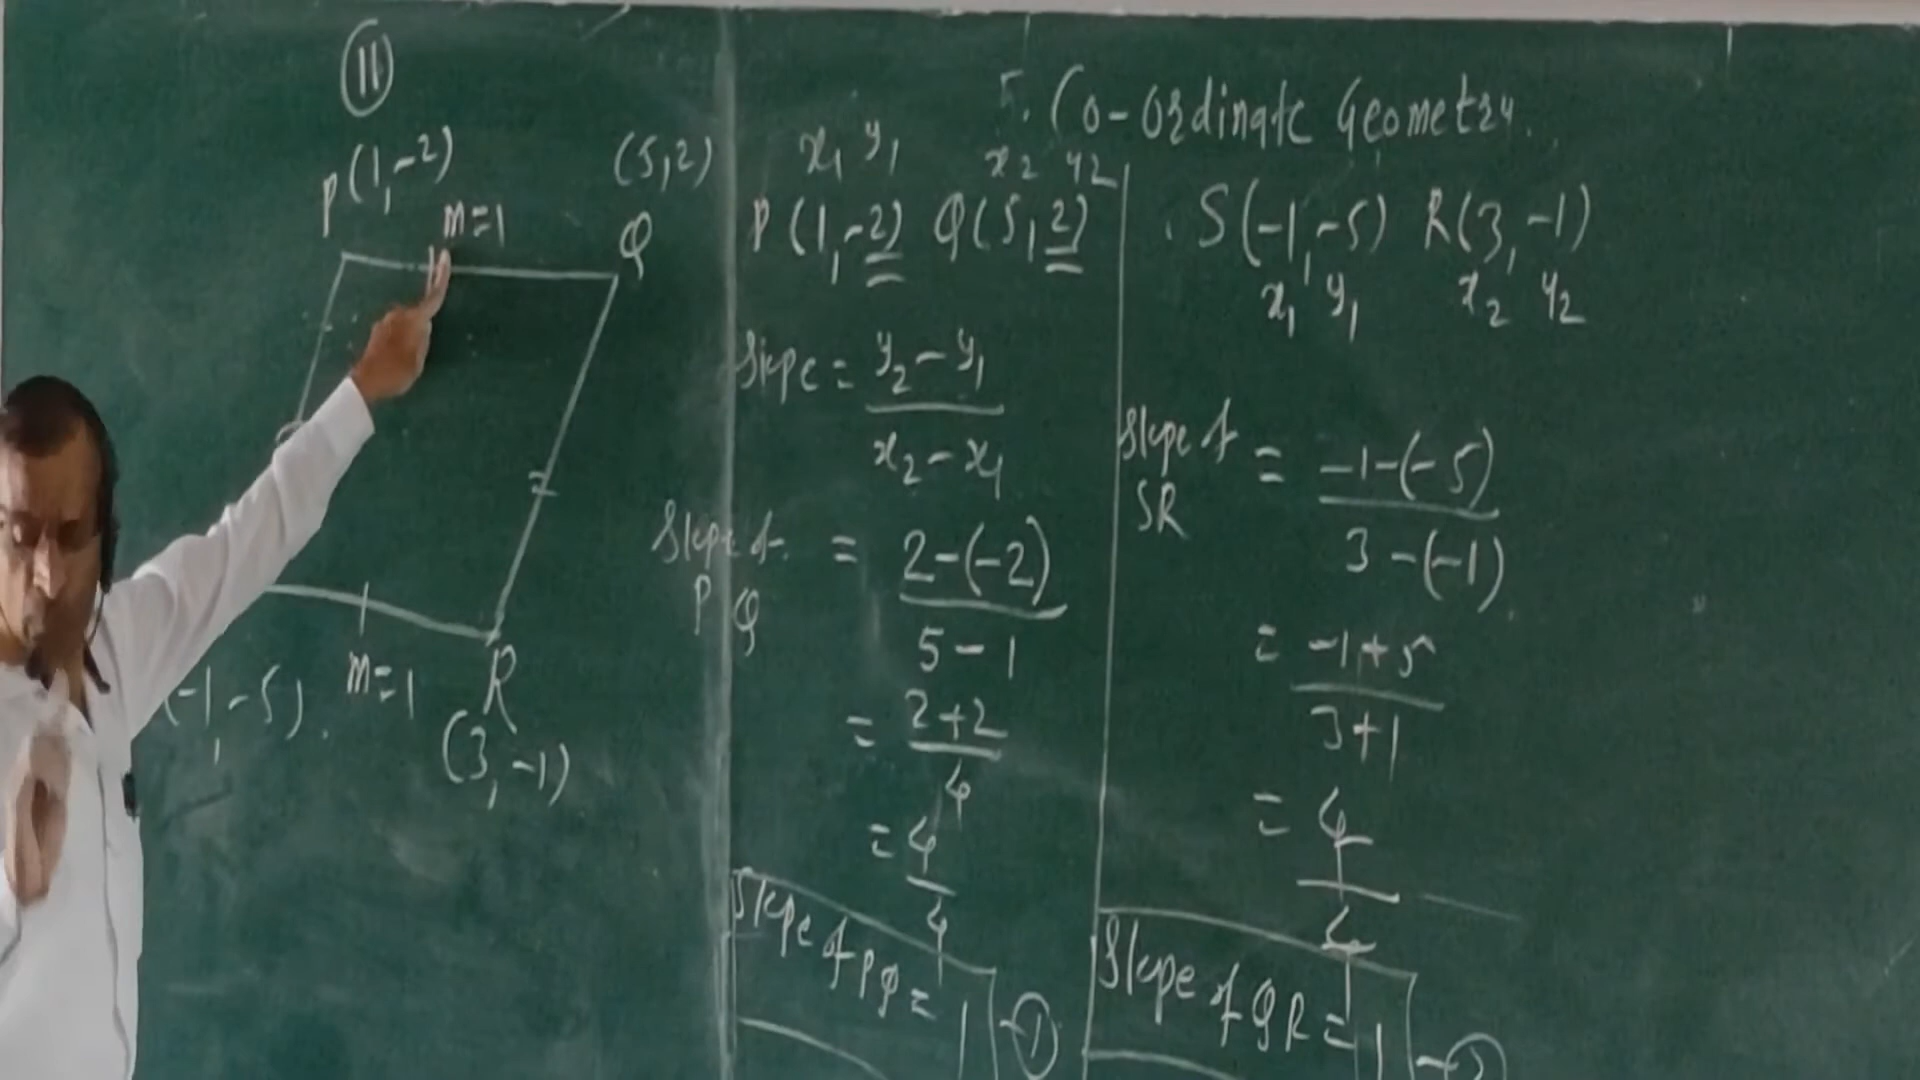 11
P(1,-2)
(5,2)
m=1
Q
(-1,-5)
m=1
R
(3,-1)
5. Co-ordinate Geometry.
x₁ y₁ x₂ y₂
P(1,-2) Q(5,2)
Slope = y₂-y₁
x₂-x₁
Slope of PQ = 2-(-2)
5-1
= 2+2
4
= 4
4
Slope of PQ = 1 -①
S(-1,-5) R(3,-1)
x₁ y₁ x₂ y₂
Slope of SR = -1-(-5)
3-(-1)
= -1+5
3+1
= 4
4
Slope of QR = 1 -②